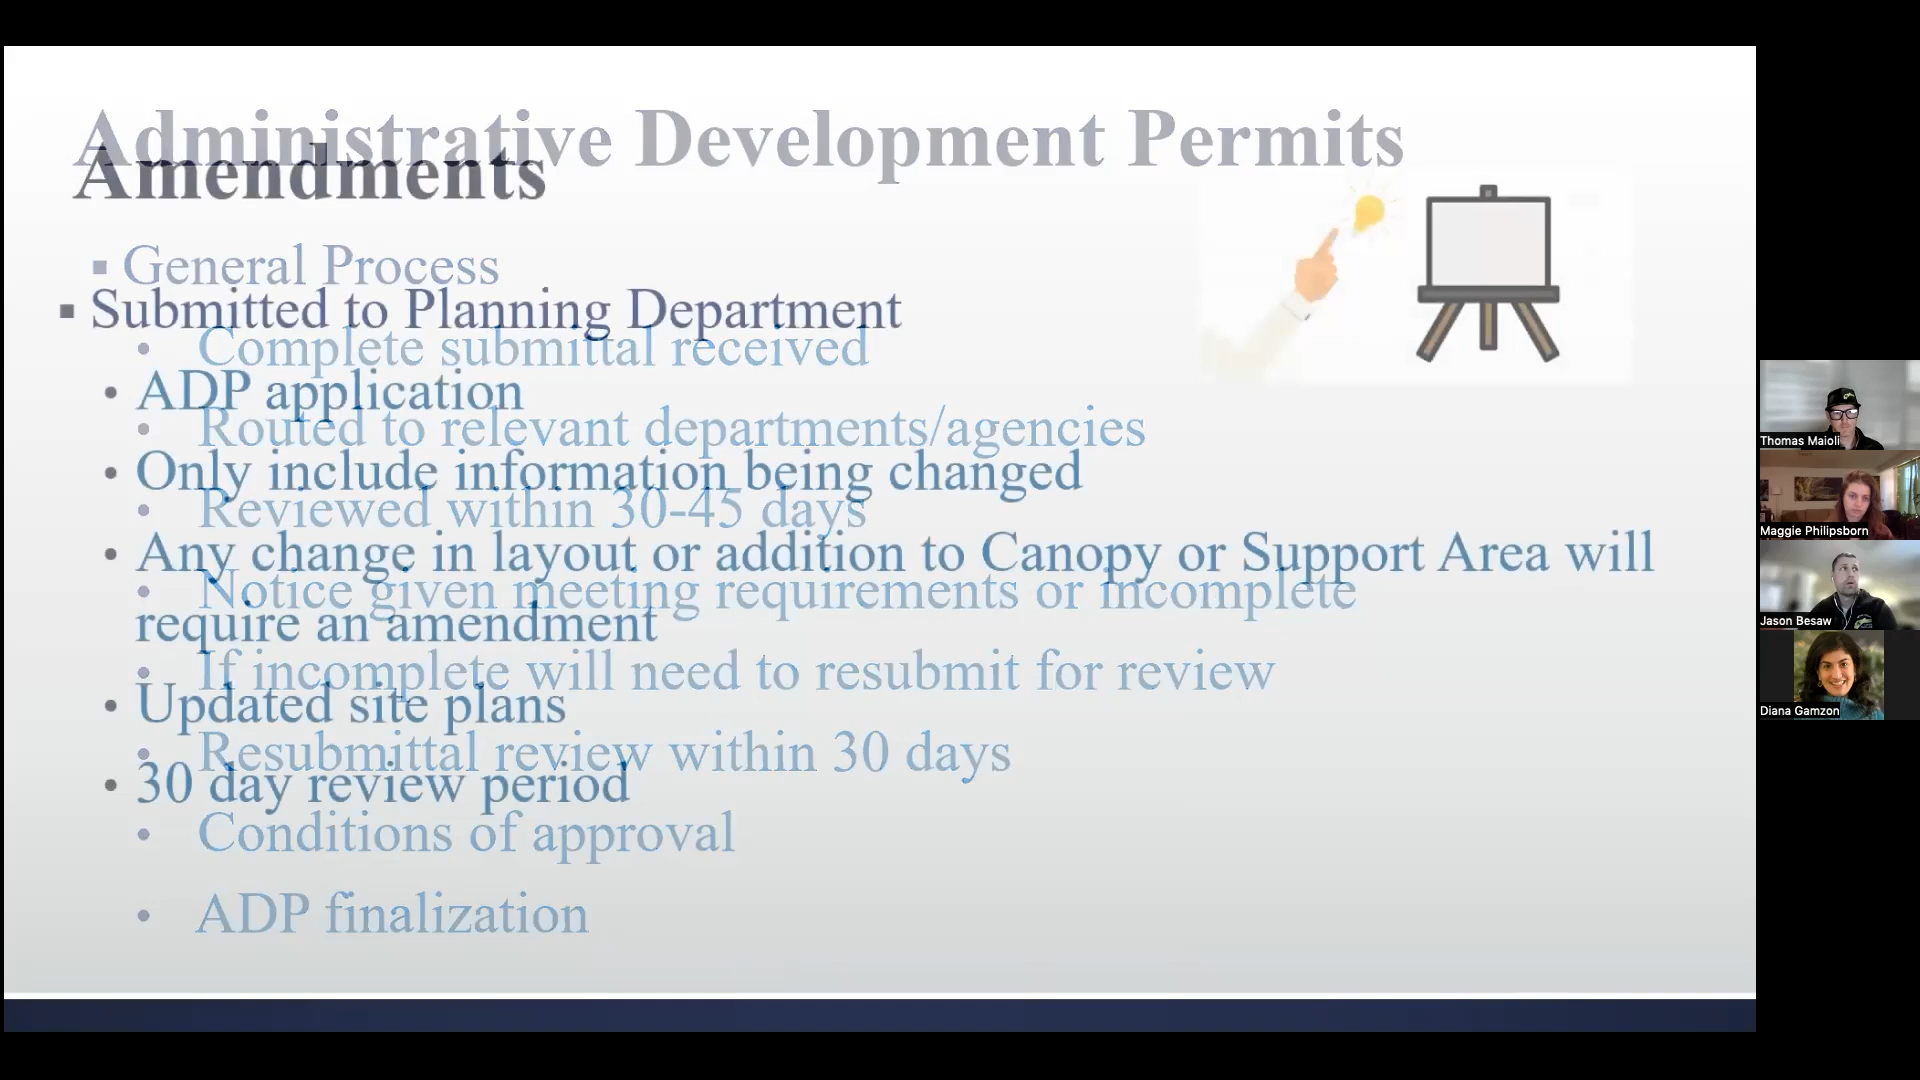 Administrative Development Permits
Amendments
General Process
Submitted to Planning Department
Complete submittal received
ADP application
Routed to relevant departments/agencies
Only include information being changed
Reviewed within 30-45 days
Any change in layout or addition to Canopy or Support Area will
Notice given meeting requirements or incomplete
require an amendment
If incomplete will need to resubmit for review
Updated site plans
Resubmittal review within 30 days
30 day review period
Conditions of approval
ADP finalization
Thomas Maioli
Maggie Philipsborn
Jason Besaw
Diana Gamzon